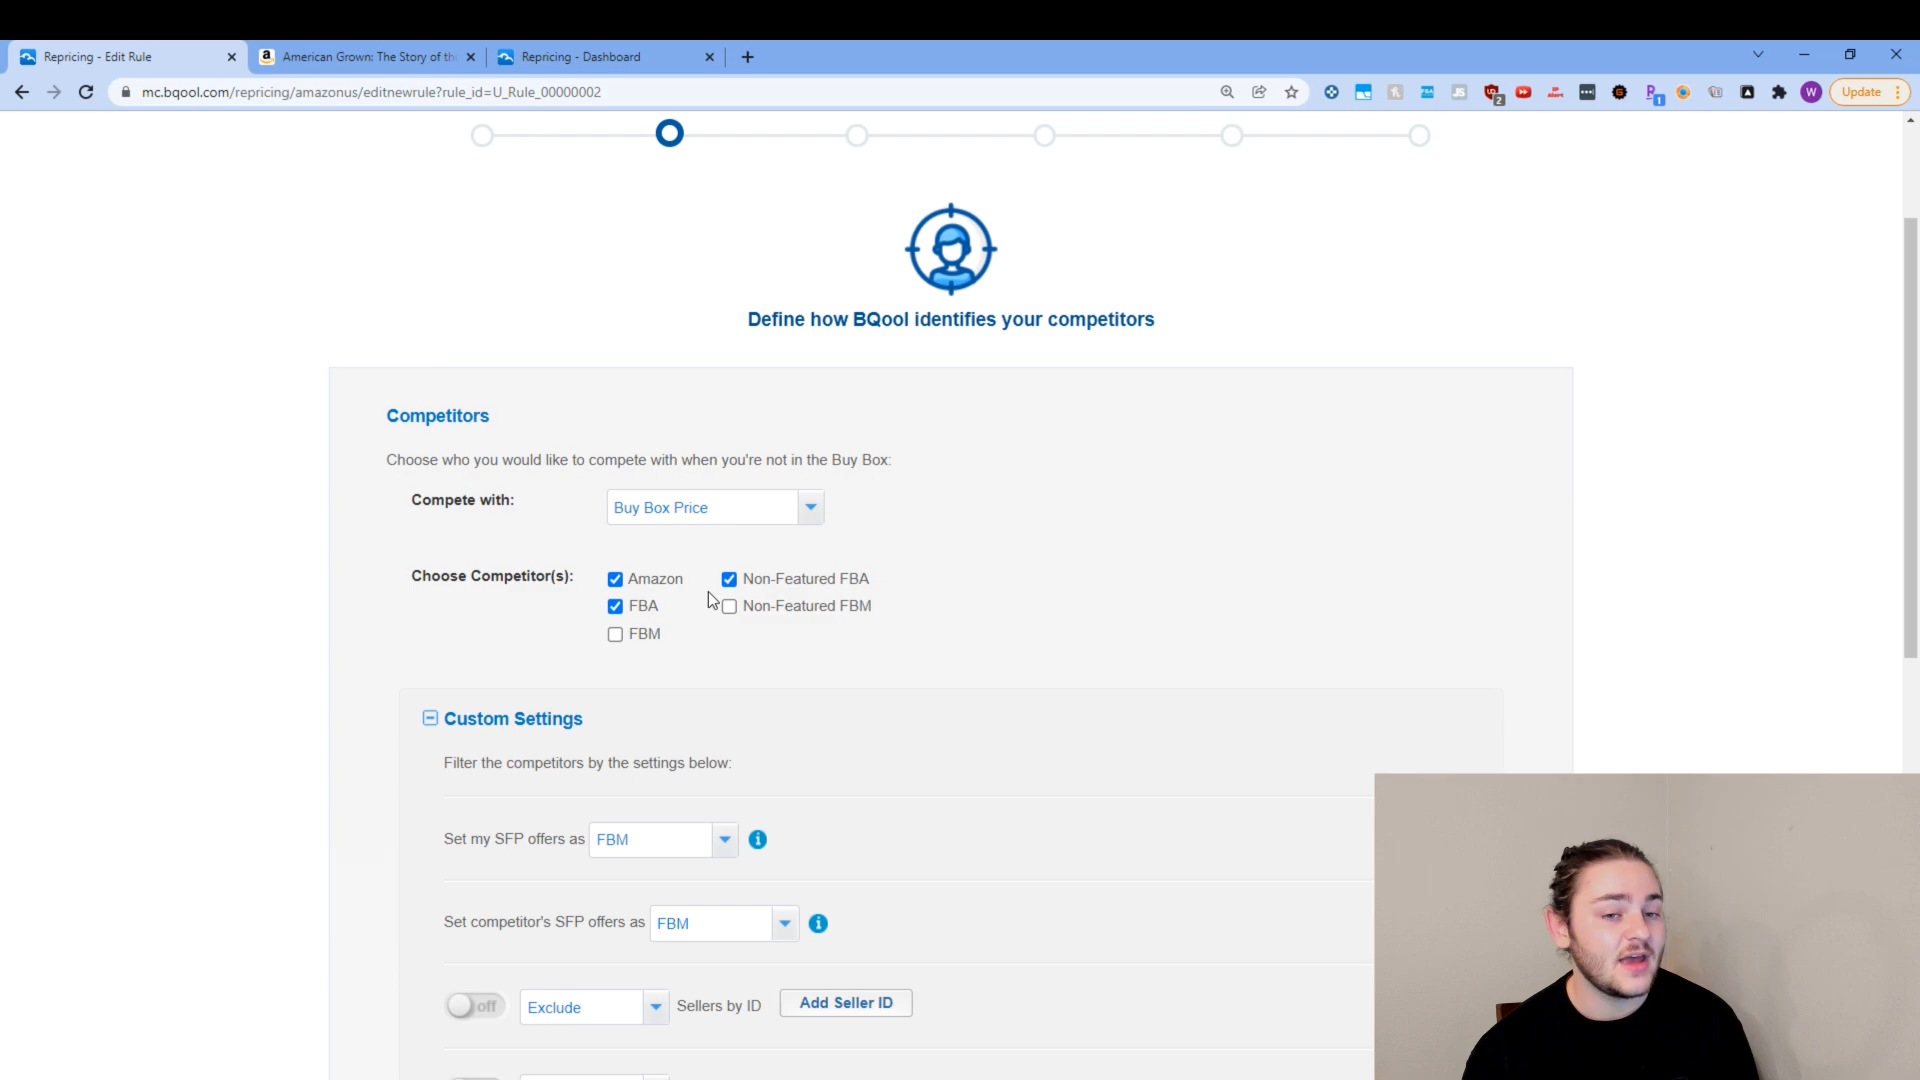 Repricing - Edit Rule
American Grown: The Story of th
Repricing - Dashboard
mc.bqool.com/repricing/amazonus/editnewrule?rule_id=U_Rule_00000002
W
Update
Define how BQool identifies your competitors
Competitors
Choose who you would like to compete with when you're not in the Buy Box:
Compete with:
Buy Box Price
Choose Competitor(s):
Amazon
Non-Featured FBA
FBA
Non-Featured FBM
FBM
Custom Settings
Filter the competitors by the settings below:
Set my SFP offers as FBM
Set competitor's SFP offers as FBM
off Exclude Sellers by ID Add Seller ID